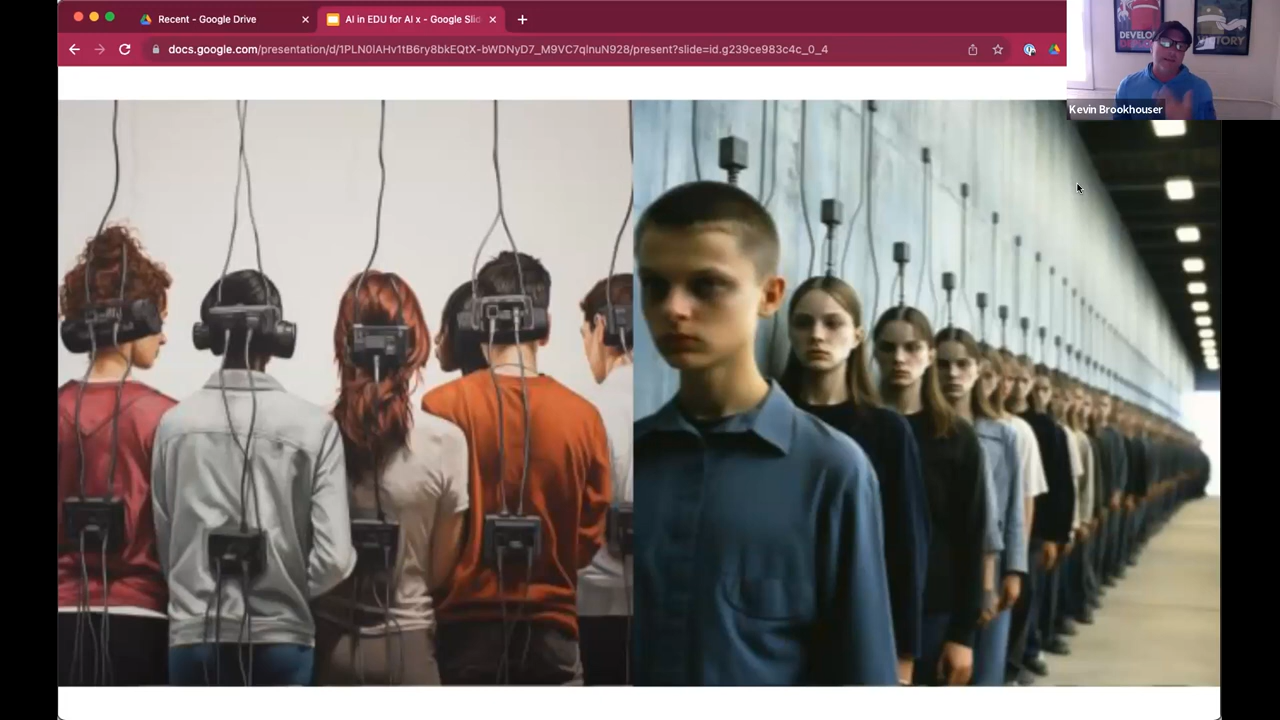 Recent - Google Drive
AI in EDU for AI x - Google Slid
docs.google.com/presentation/d/1PLN0lAHv1tB6ry8bkEQtX-bWDNyD7_M9VC7qlnuN928/present?slide=id.g239ce983c4c_0_4
DEVELOP
VICTORY
Kevin Brookhouser